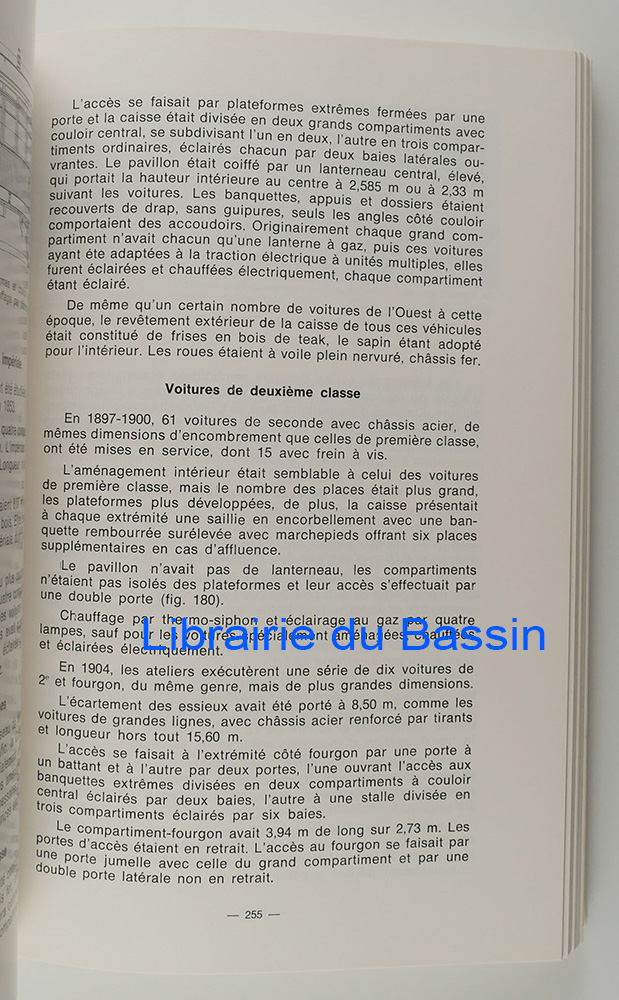 L'accès se faisait par plateformes extrêmes fermées par une
porte et la caisse était divisée en deux grands compartiments avec
couloir central, se subdivisant l'un en deux, l'autre en trois compar-
timents ordinaires, éclairés chacun par deux baies latérales ou-
vrantes. Le pavillon était coiffé par un lanterneau central, élevé,
qui portait la hauteur intérieure au centre à 2,585 m ou à 2,33 m
suivant les voitures. Les banquettes, appuis et dossiers étaient
recouverts de drap, sans guipures, seuls les angles côté couloir
comportaient des accoudoirs. Originairement chaque grand com-
partiment n'avait chacun qu'une lanterne à gaz, puis ces voitures
ayant éte adaptées à la traction électrique à unités multiples, elles
furent éclairées et chauffées électriquement, chaque compartiment
étant éclairé.
De même qu'un certain nombre de voitures de l'Ouest à cette
époque, le revêtement extérieur de la caisse de tous ces véhicules
était constitué de frises en bois de teak, le sapin étant adopté
pour l'intérieur. Les roues étaient à voile plein nervuré, châssis fer.
Voitures de deuxième classe
En 1897-1900, 61 voitures de seconde avec châssis acier, de
mêmes dimensions d'encombrement que celles de première classe,
ont été mises en service, dont 15 avec frein à vis.
L'aménagement intérieur était semblable à celui des voitures
de première classe, mais le nombre des places était plus grand,
les plateformes plus développées, de plus, la caisse présentait
à chaque extrémité une saillie en encorbellement avec une ban-
quette rembourrée surélevée avec marchepieds offrant six places
supplémentaires en cas d'affluence.
Le pavillon n'avait pas de lanterneau, les compartiments
n'étaient pas isolés des plateformes et leur accès s'effectuait par
une double porte (fig. 180).
Chauffage par the mo-siphon et éclairage au gaz par quatre
lampes, sauf pour les voitures spécialement aménagées chauffées
et éclairées électriquement.
Librairie du Bassin
En 1904, les ateliers exécutèrent une série de dix voitures de
2e et fourgon, du même genre, mais de plus grandes dimensions.
L'écartement des essieux avait été porté à 8,50 m, comme les
voitures de grandes lignes, avec châssis acier renforcé par tirants
et longueur hors tout 15,60 m.
L'accès se faisait à l'extrémité côté fourgon par une porte à
un battant et à l'autre par deux portes, l'une ouvrant l'accès aux
banquettes extrêmes divisées en deux compartiments à couloir
central éclairés par deux baies, l'autre à une stalle divisée en
trois compartiments éclairés par six baies.
Le compartiment-fourgon avait 3,94 m de long sur 2,73 m. Les
portes d'accès étaient en retrait. L'accès au fourgon se faisait par
une porte jumelle avec celle du grand compartiment et par une
double porte latérale non en retrait.
— 255 —